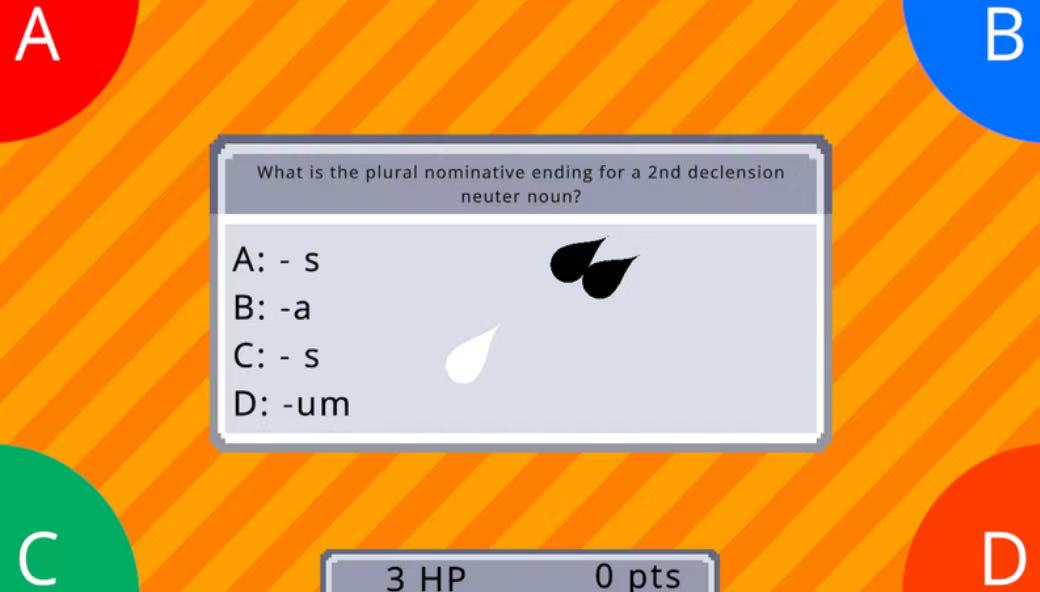 A
B
What is the plural nominative ending for a 2nd declension
neuter noun?
A: - s
B: -a
C: - s
D: -um
C
D
3 HP
0 pts